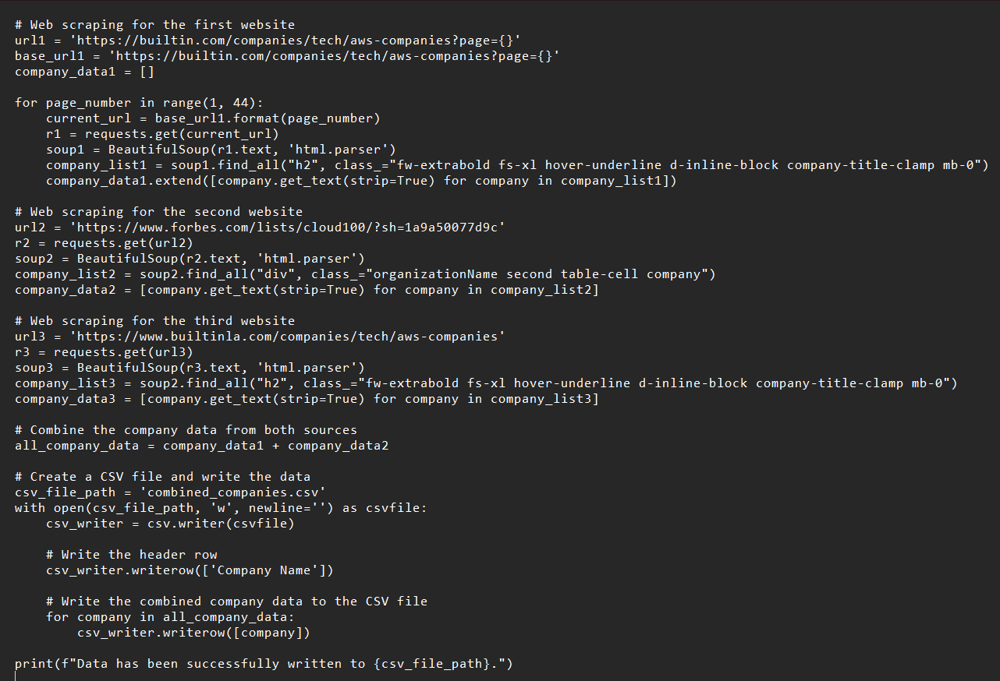 # Web scraping for the first website
url1 = 'https://builtin.com/companies/tech/aws-companies?page={}'
base_url1 = 'https://builtin.com/companies/tech/aws-companies?page={}'
company_data1 = []

for page_number in range(1, 44):
    current_url = base_url1.format(page_number)
    r1 = requests.get(current_url)
    soup1 = BeautifulSoup(r1.text, 'html.parser')
    company_list1 = soup1.find_all("h2", class_="fw-extrabold fs-xl hover-underline d-inline-block company-title-clamp mb-0")
    company_data1.extend([company.get_text(strip=True) for company in company_list1])

# Web scraping for the second website
url2 = 'https://www.forbes.com/lists/cloud100/?sh=1a9a50077d9c'
r2 = requests.get(url2)
soup2 = BeautifulSoup(r2.text, 'html.parser')
company_list2 = soup2.find_all("div", class_="organizationName second table-cell company")
company_data2 = [company.get_text(strip=True) for company in company_list2]

# Web scraping for the third website
url3 = 'https://www.builtinla.com/companies/tech/aws-companies'
r3 = requests.get(url3)
soup3 = BeautifulSoup(r3.text, 'html.parser')
company_list3 = soup2.find_all("h2", class_="fw-extrabold fs-xl hover-underline d-inline-block company-title-clamp mb-0")
company_data3 = [company.get_text(strip=True) for company in company_list3]

# Combine the company data from both sources
all_company_data = company_data1 + company_data2

# Create a CSV file and write the data
csv_file_path = 'combined_companies.csv'
with open(csv_file_path, 'w', newline='') as csvfile:
    csv_writer = csv.writer(csvfile)

    # Write the header row
    csv_writer.writerow(['Company Name'])

    # Write the combined company data to the CSV file
    for company in all_company_data:
        csv_writer.writerow([company])

print(f"Data has been successfully written to {csv_file_path}.")